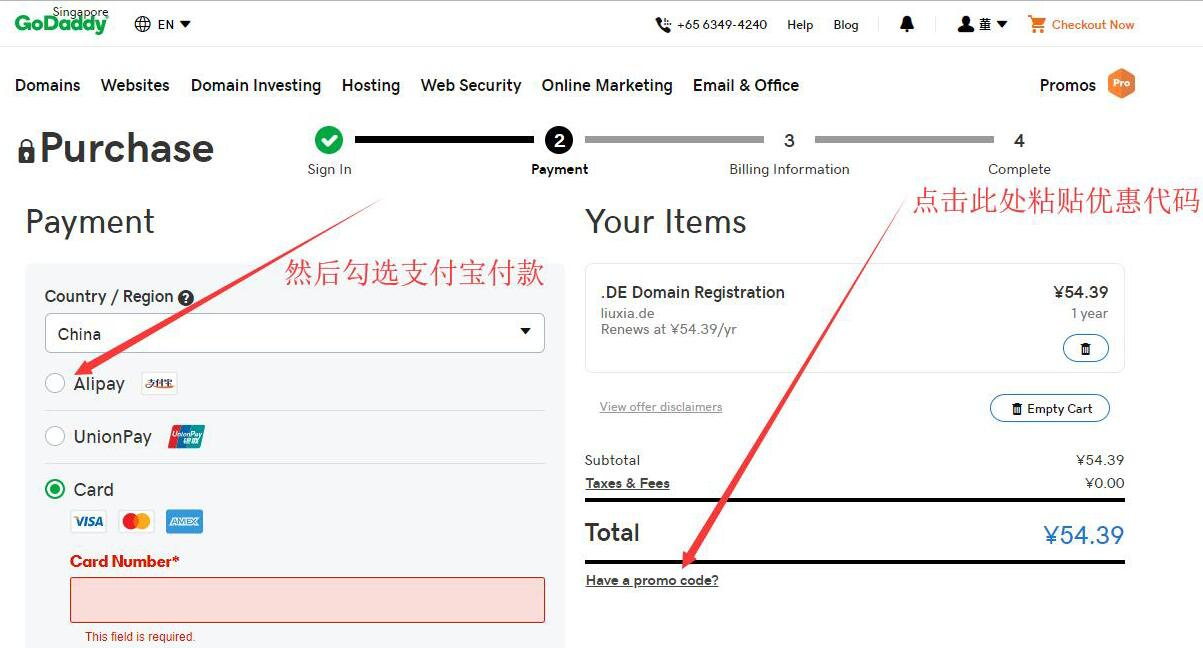 Singapore
GoDaddy
EN
+65 6349-4240 Help Blog
董
Checkout Now
Domains Websites Domain Investing Hosting Web Security Online Marketing Email & Office
Promos Pro
Purchase
Sign In
2 Payment
3 Billing Information
4 Complete
点击此处粘贴优惠代码
Payment
然后勾选支付宝付款
Country / Region ?
China
Alipay 支付宝
UnionPay UnionPay 银联
Card
VISA AMEX
Card Number*
This field is required.
Your Items
.DE Domain Registration ¥54.39
liuxia.de 1 year
Renews at ¥54.39/yr
View offer disclaimers
Empty Cart
Subtotal ¥54.39
Taxes & Fees ¥0.00
Total ¥54.39
Have a promo code?